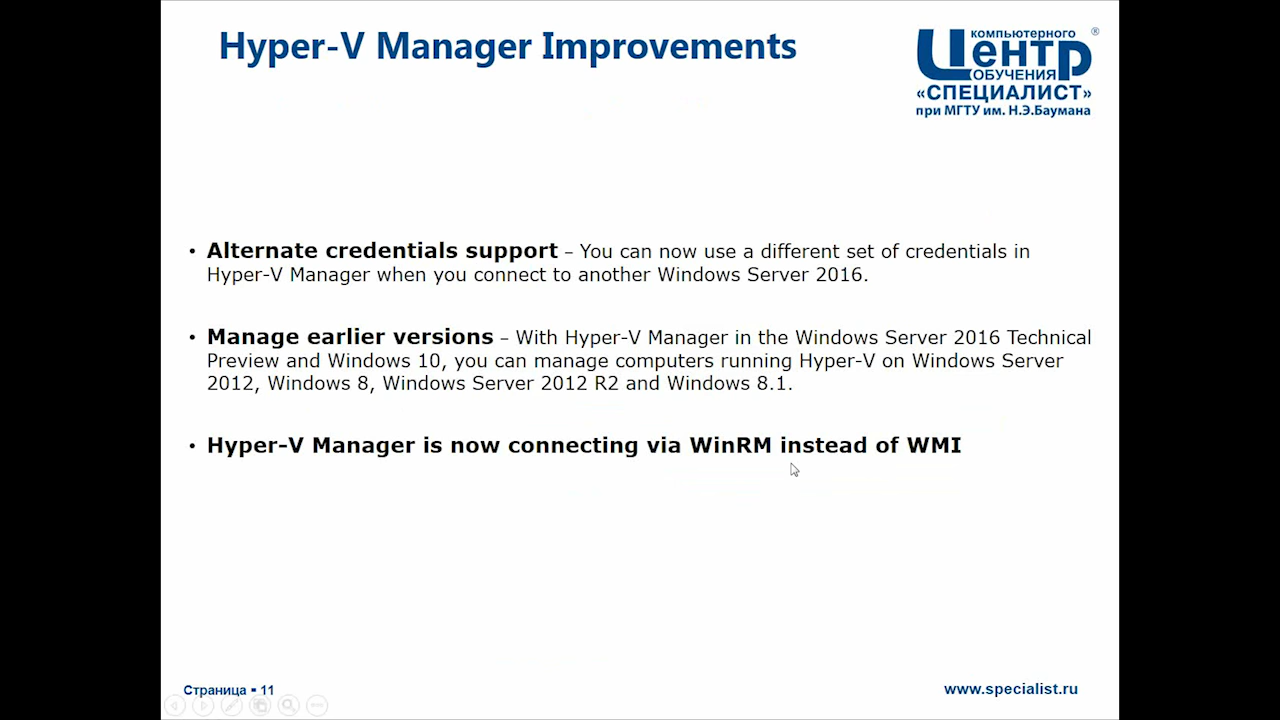 Hyper-V Manager Improvements
компьютерного
Центр
ОБУЧЕНИЯ
«СПЕЦИАЛИСТ»
при МГТУ им. Н.Э.Баумана
®
• Alternate credentials support – You can now use a different set of credentials in
Hyper-V Manager when you connect to another Windows Server 2016.
• Manage earlier versions – With Hyper-V Manager in the Windows Server 2016 Technical
Preview and Windows 10, you can manage computers running Hyper-V on Windows Server
2012, Windows 8, Windows Server 2012 R2 and Windows 8.1.
• Hyper-V Manager is now connecting via WinRM instead of WMI
Страница ▪ 11
www.specialist.ru